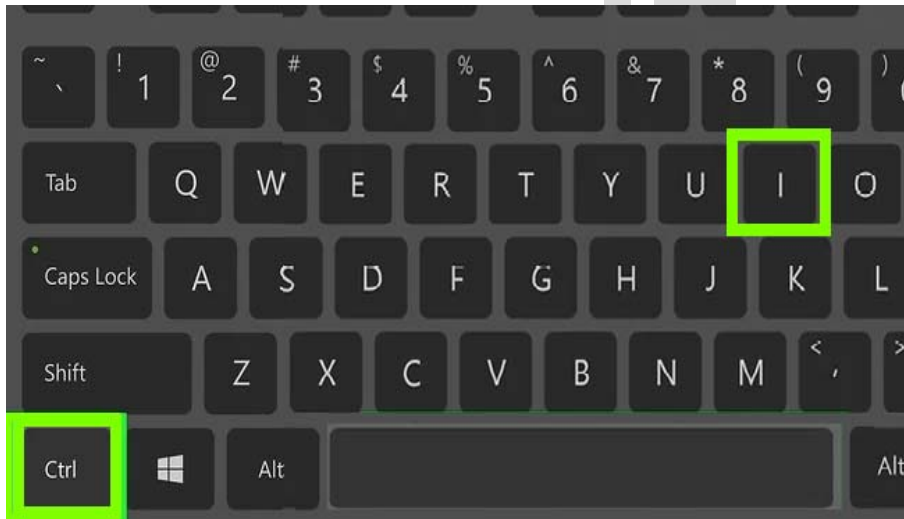 ~ ` ! 1 @ 2 # 3 $ 4 % 5 ^ 6 & 7 * 8 ( 9 )
Tab Q W E R T Y U I O
Caps Lock A S D F G H J K L
Shift Z X C V B N M < , >
Ctrl Alt Alt